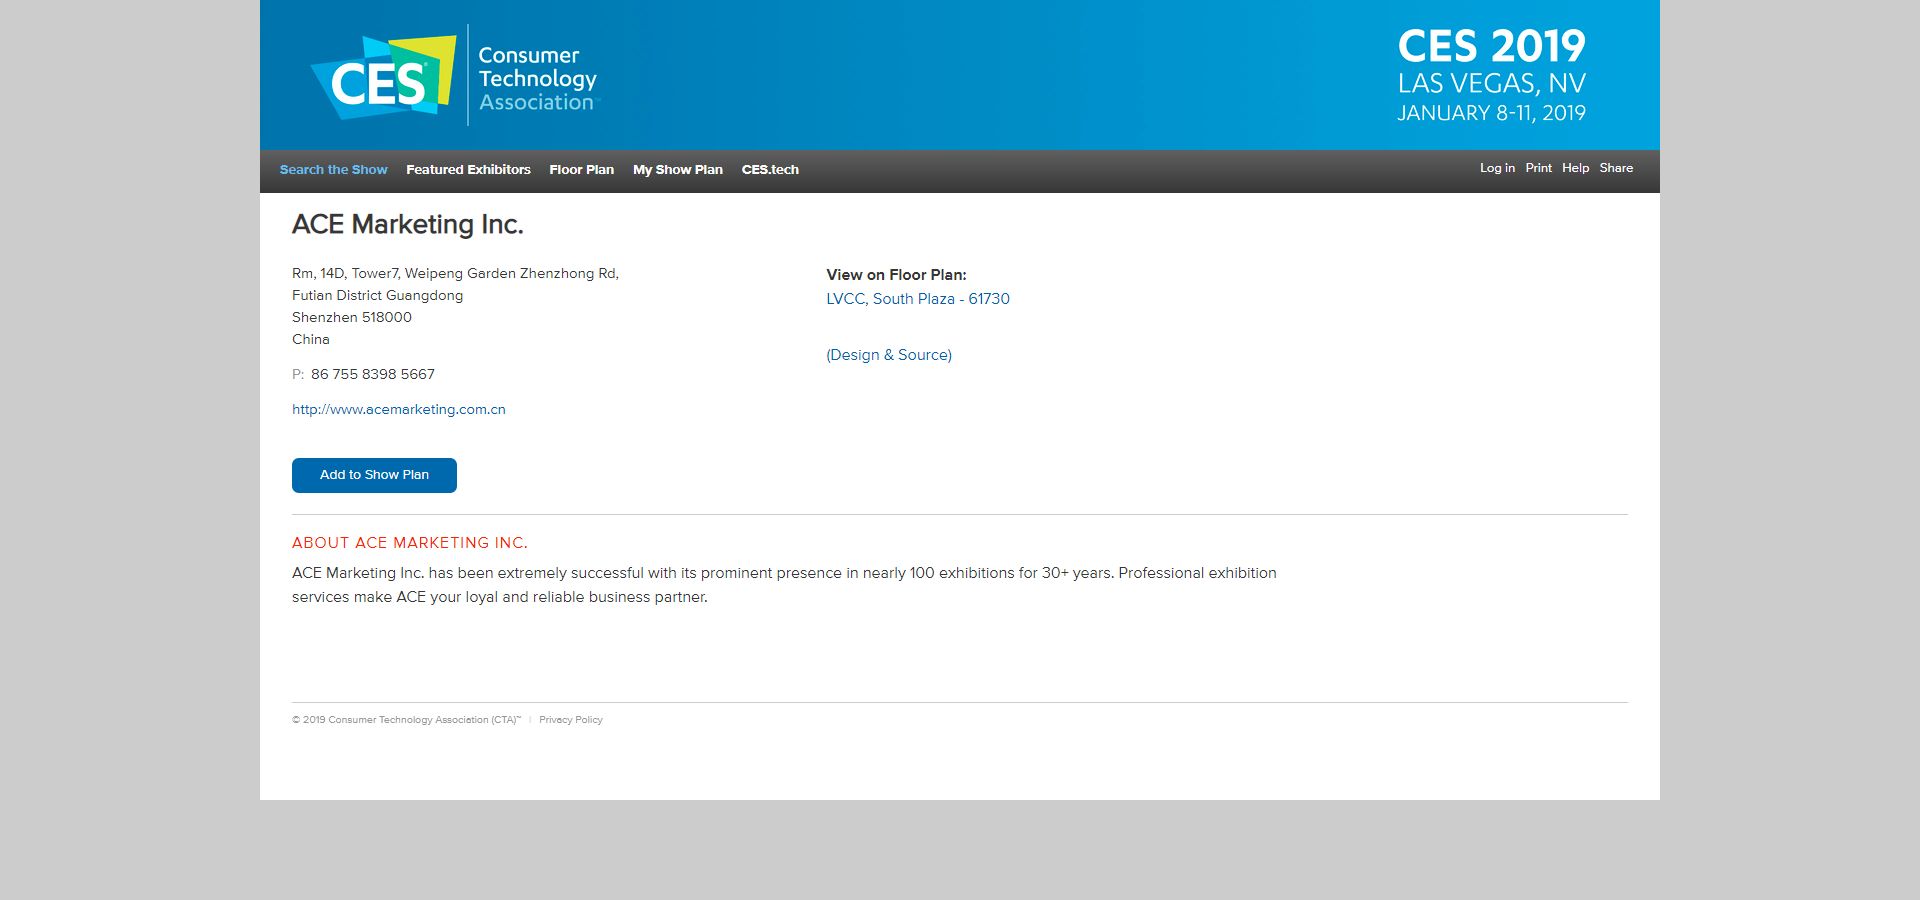 CES
Consumer
Technology
Association™
CES 2019
LAS VEGAS, NV
JANUARY 8-11, 2019
Search the Show Featured Exhibitors Floor Plan My Show Plan CES.tech
Log in Print Help Share
ACE Marketing Inc.
Rm, 14D, Tower7, Weipeng Garden Zhenzhong Rd,
Futian District Guangdong
Shenzhen 518000
China
P: 86 755 8398 5667
http://www.acemarketing.com.cn
View on Floor Plan:
LVCC, South Plaza - 61730
(Design & Source)
Add to Show Plan
ABOUT ACE MARKETING INC.
ACE Marketing Inc. has been extremely successful with its prominent presence in nearly 100 exhibitions for 30+ years. Professional exhibition
services make ACE your loyal and reliable business partner.
© 2019 Consumer Technology Association (CTA)™ | Privacy Policy